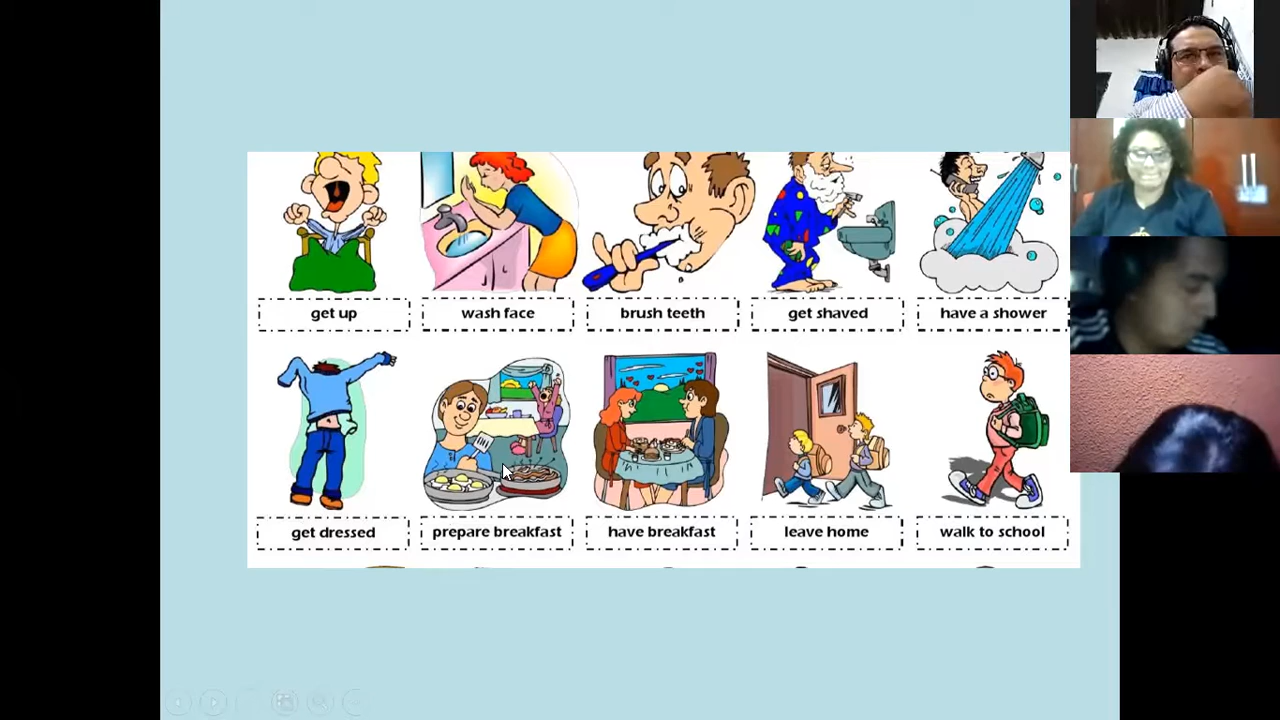 get up
wash face
brush teeth
get shaved
have a shower
get dressed
prepare breakfast
have breakfast
leave home
walk to school